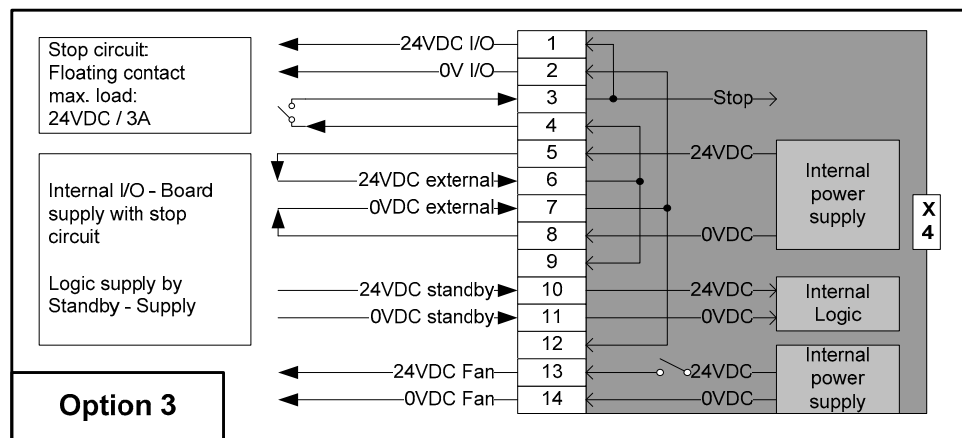 Stop circuit:
Floating contact
max. load:
24VDC / 3A
Internal I/O - Board
supply with stop
circuit
Logic supply by
Standby - Supply
Option 3
24VDC I/O
0V I/O
24VDC external
0VDC external
24VDC standby
0VDC standby
24VDC Fan
0VDC Fan
1
2
3
4
5
6
7
8
9
10
11
12
13
14
Stop
24VDC
0VDC
Internal
power
supply
24VDC
0VDC
Internal
Logic
24VDC
0VDC
Internal
power
supply
X
4